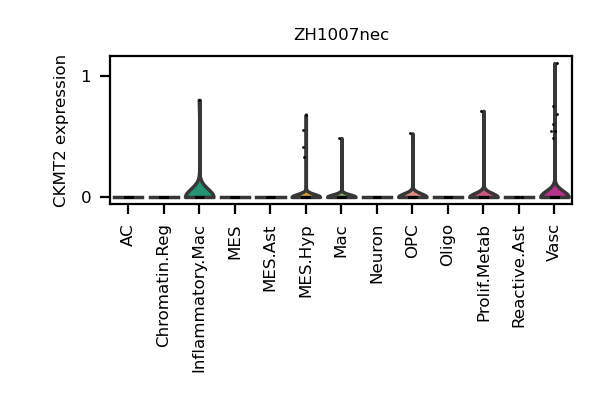 ZH1007nec
CKMT2 expression
1
0
AC
Chromatin.Reg
Inflammatory.Mac
MES
MES.Ast
MES.Hyp
Mac
Neuron
OPC
Oligo
Prolif.Metab
Reactive.Ast
Vasc